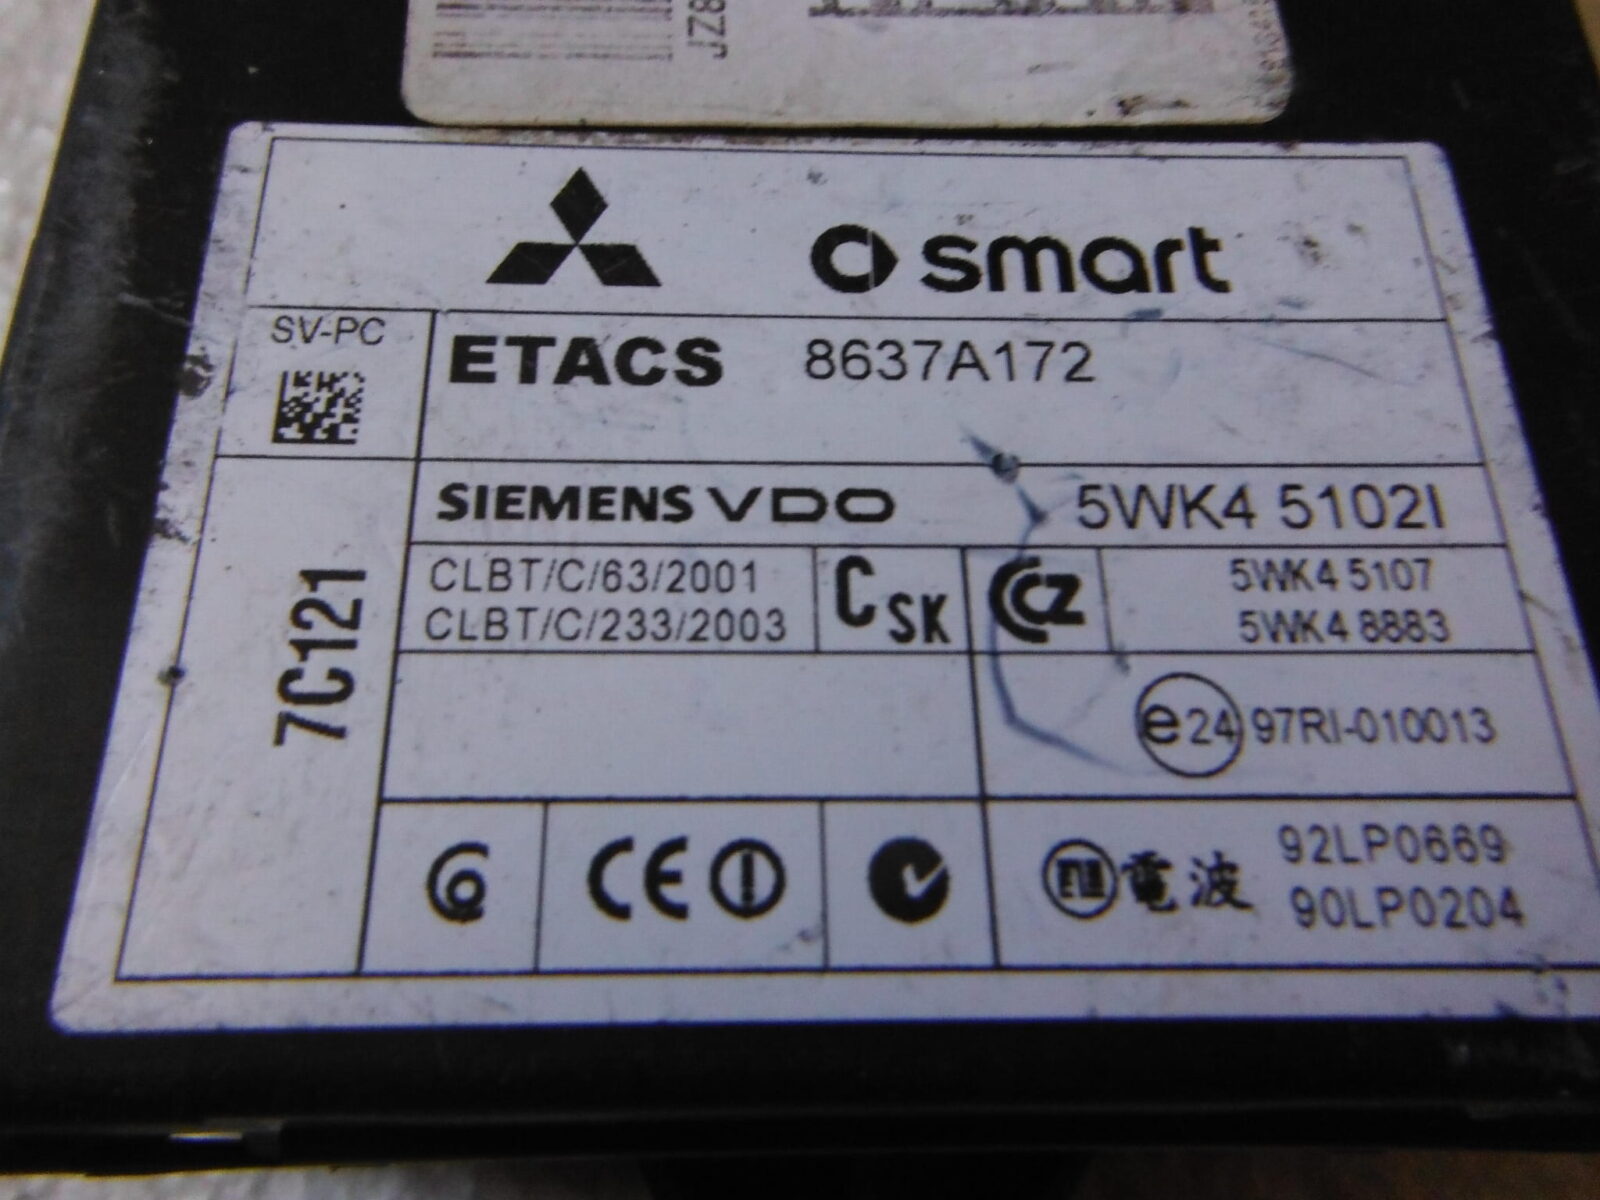 smart
SV-PC
ETACS 8637A172
SIEMENS VDO 5WK4 5102I
7C121
CLBT/C/63/2001
CLBT/C/233/2003
CSK
CCZ
5WK4 5107
5WK4 8883
e24 97RI-010013
CE
電波
92LP0669
90LP0204